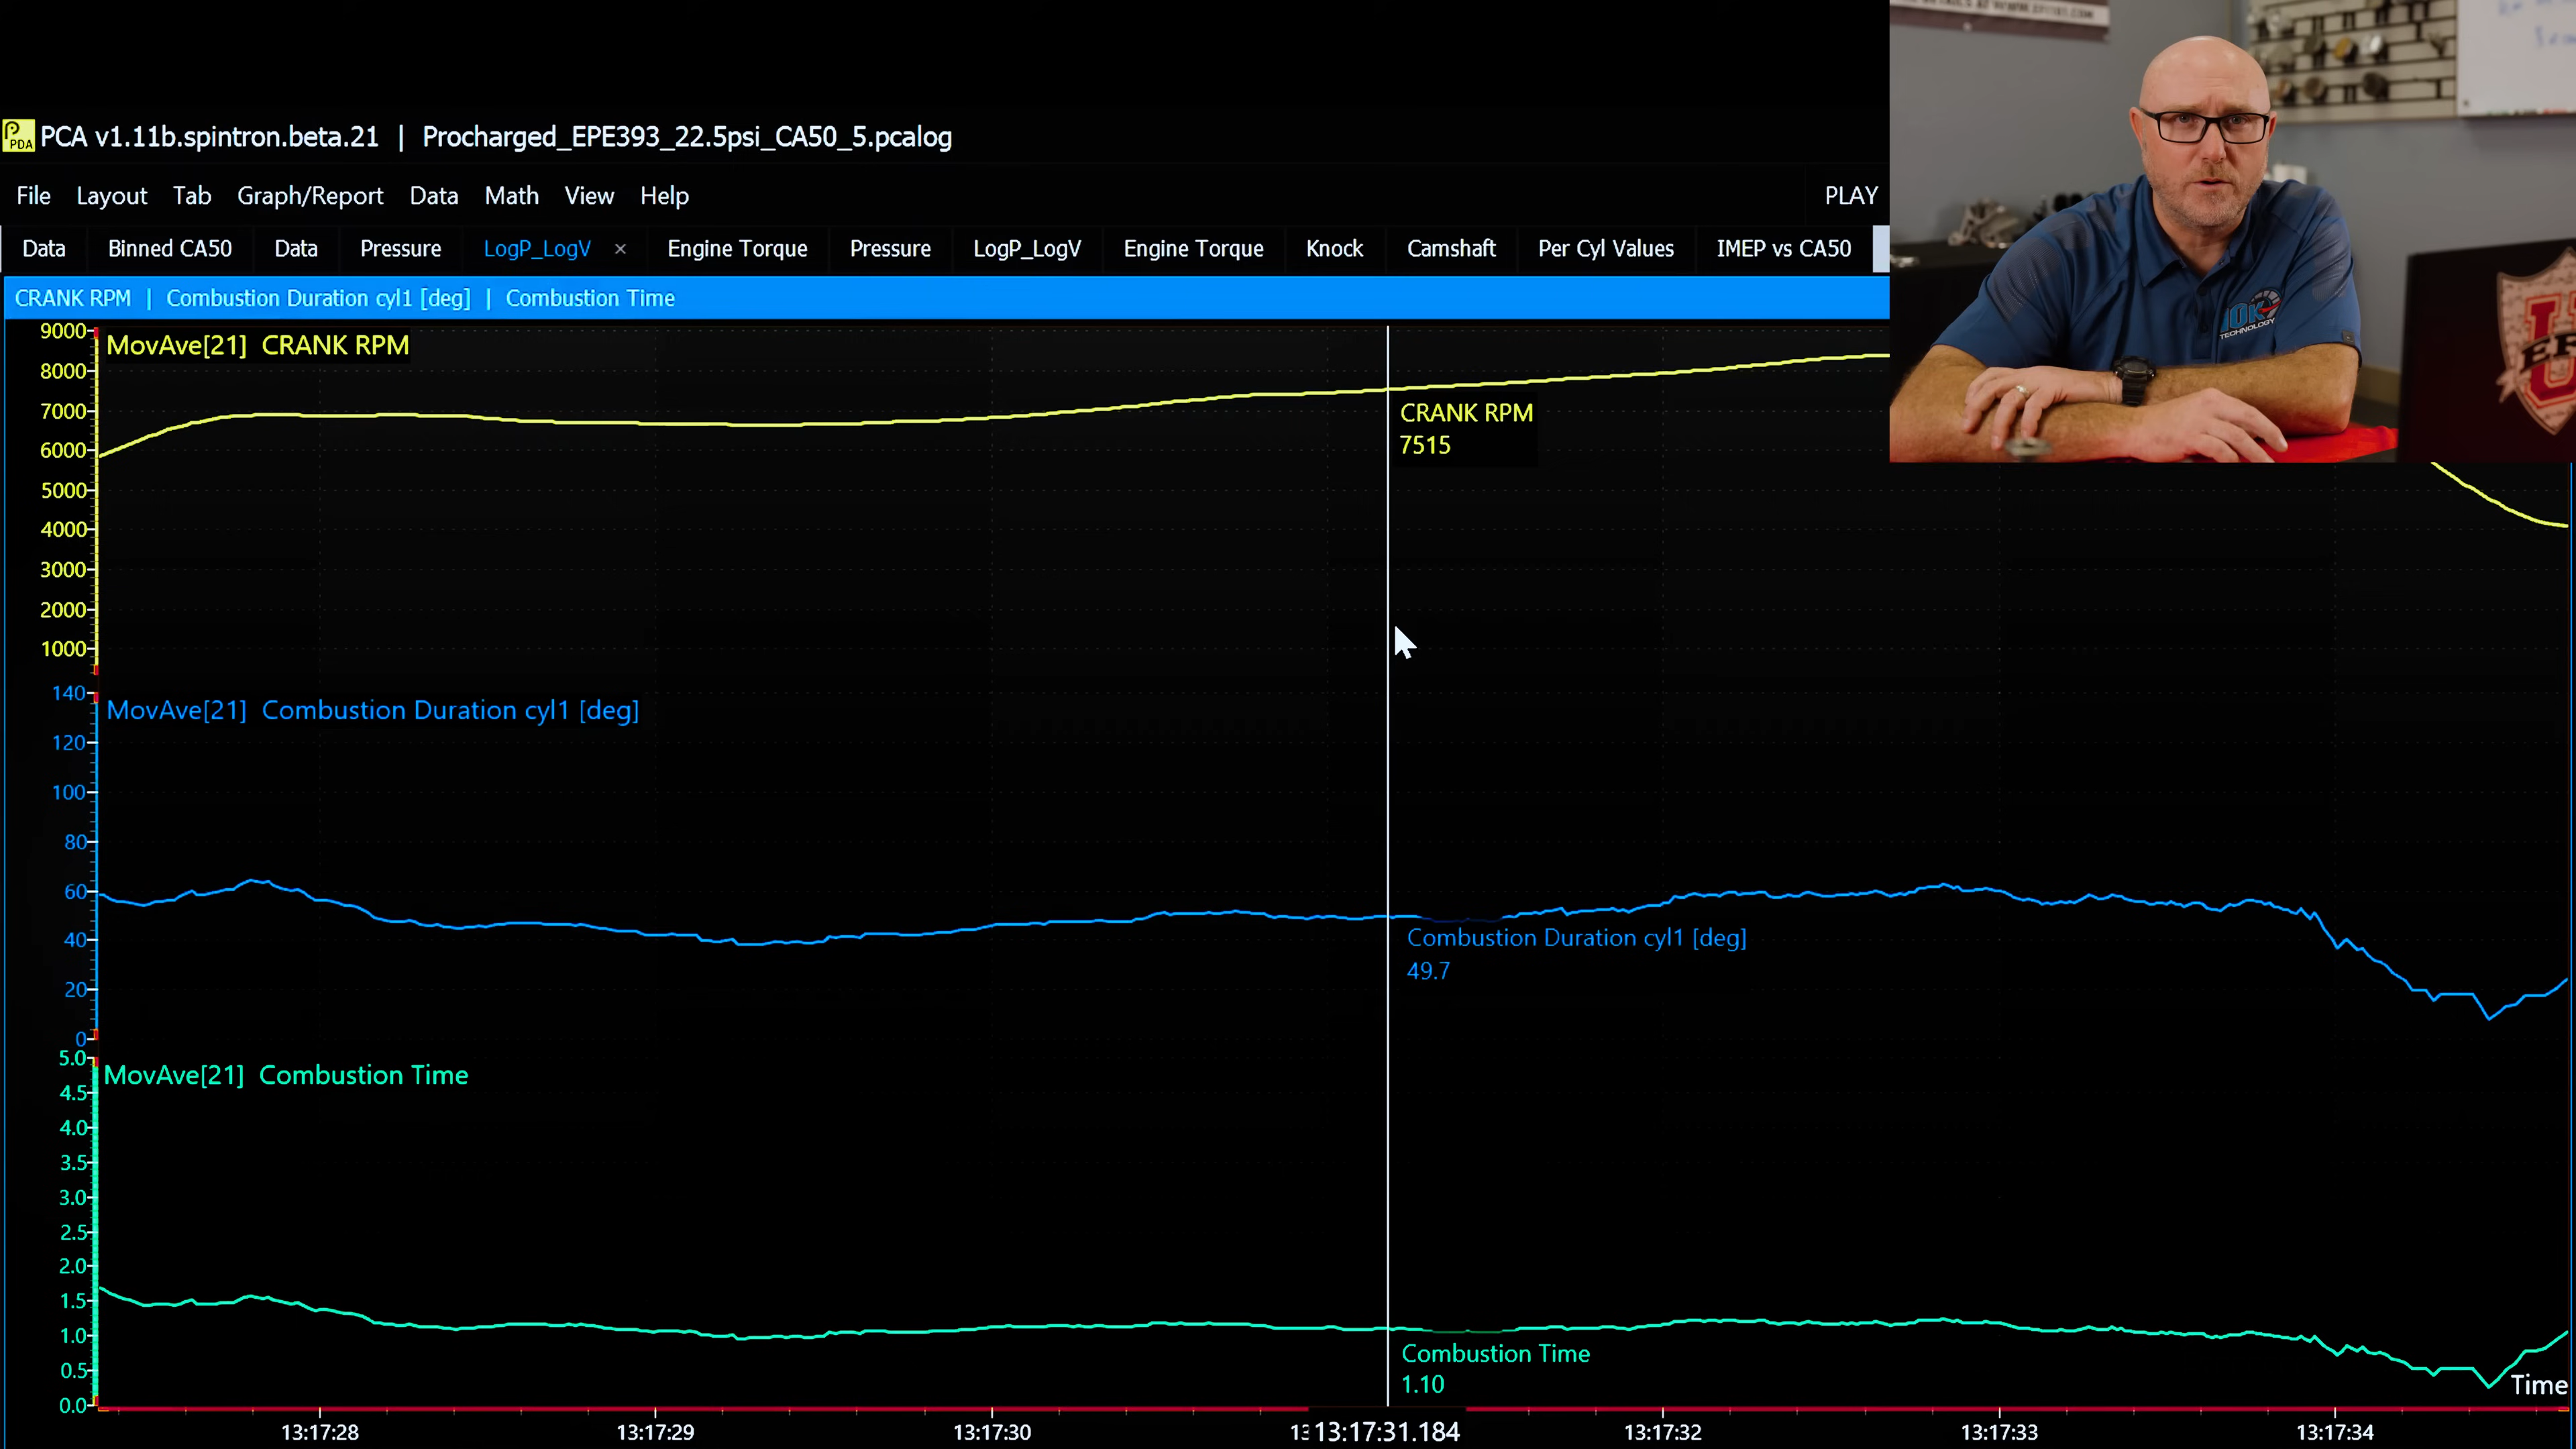 PCA v1.11b.spintron.beta.21 | Procharged_EPE393_22.5psi_CA50_5.pcalog
File Layout Tab Graph/Report Data Math View Help PLAY
Data Binned CA50 Data Pressure LogP_LogV × Engine Torque Pressure LogP_LogV Engine Torque Knock Camshaft Per Cyl Values IMEP vs CA50
CRANK RPM | Combustion Duration cyl1 [deg] | Combustion Time
9000
MovAve[21] CRANK RPM
8000
7000
6000
5000
4000
3000
2000
1000
CRANK RPM
7515
140
MovAve[21] Combustion Duration cyl1 [deg]
120
100
80
60
40
20
0
Combustion Duration cyl1 [deg]
49.7
5.0
MovAve[21] Combustion Time
4.5
4.0
3.5
3.0
2.5
2.0
1.5
1.0
0.5
0.0
Combustion Time
1.10
Time
13:17:28 13:17:29 13:17:30 13:17:31.184 13:17:32 13:17:33 13:17:34
PDA
10K
TECHNOLOGY